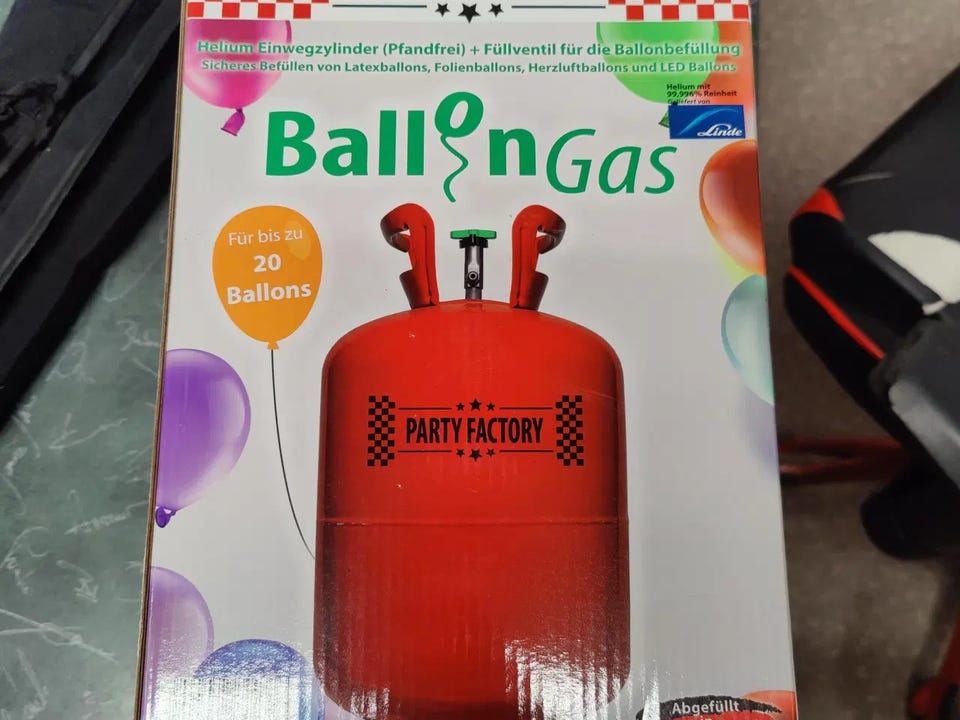 Helium Einwegzylinder (Pfandfrei) + Füllventil für die Ballonbefüllung
Sicheres Befüllen von Latexballons, Folienballons, Herzluftballons und LED Ballons
Helium mit
99,996% Reinheit
Geliefert von
Linde
BallonGas
Für bis zu
20
Ballons
PARTY FACTORY
Abgefüllt
in